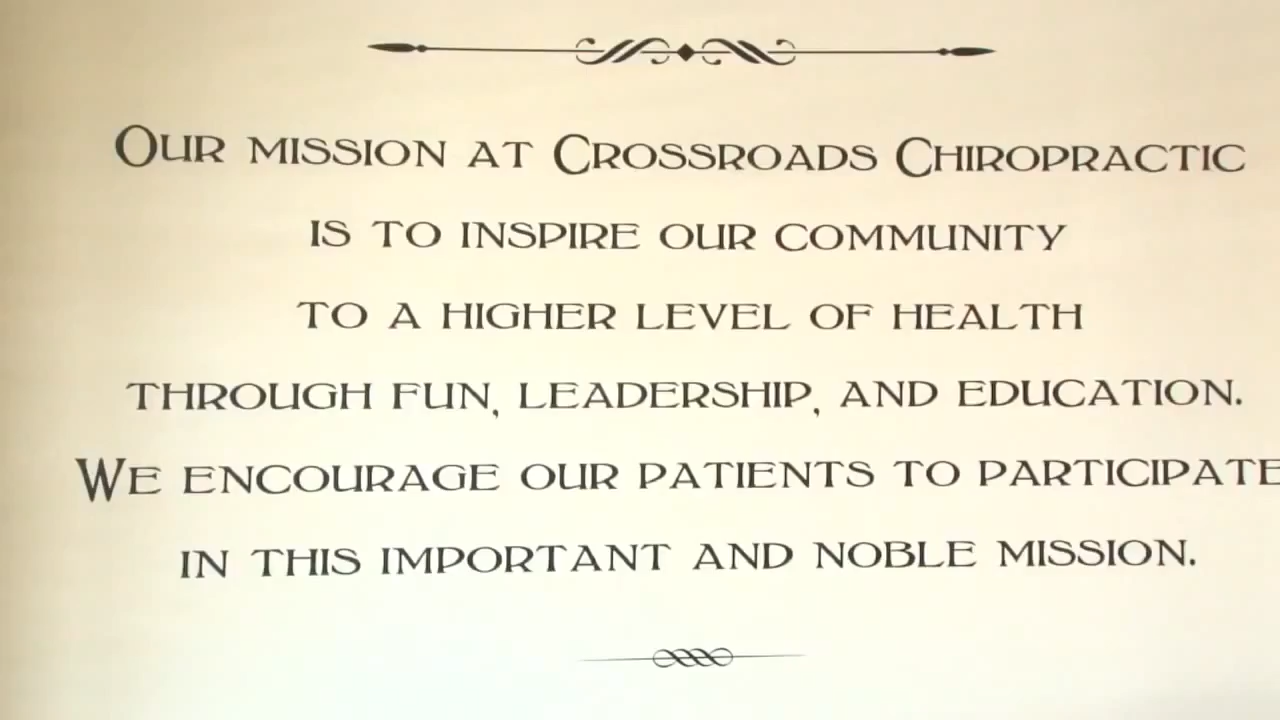 Our mission at Crossroads Chiropractic
is to inspire our community
to a higher level of health
through fun, leadership, and education.
We encourage our patients to participate
in this important and noble mission.